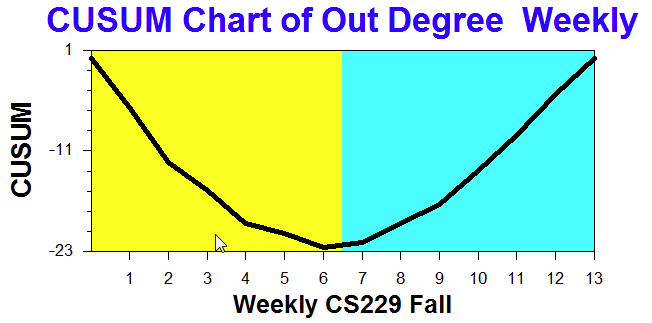 CUSUM Chart of Out Degree  Weekly
1
-11
-23
CUSUM
1 2 3 4 5 6 7 8 9 10 11 12 13
Weekly CS229 Fall